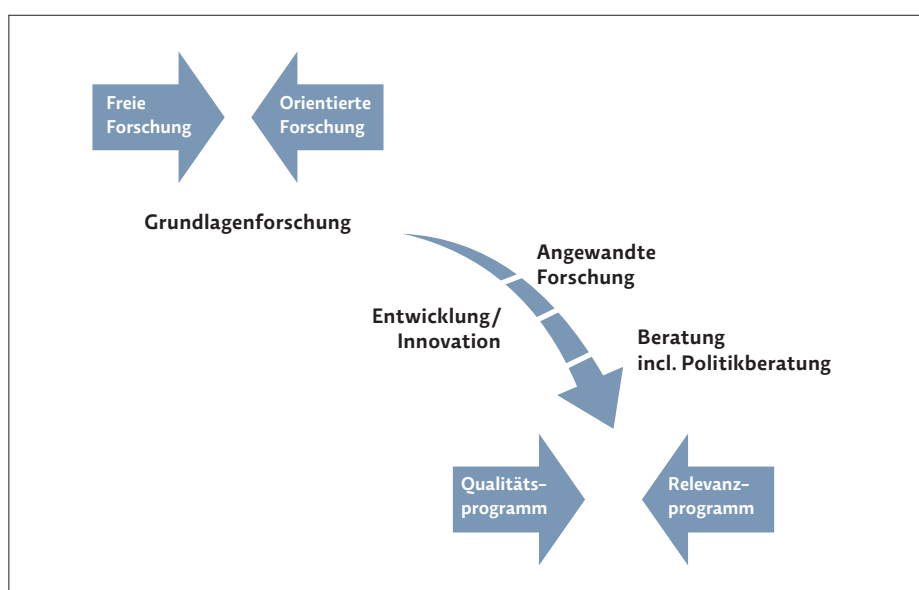 Freie
Forschung
Orientierte
Forschung
Grundlagenforschung
Angewandte
Forschung
Entwicklung/
Innovation
Beratung
incl. Politikberatung
Qualitäts-
programm
Relevanz-
programm